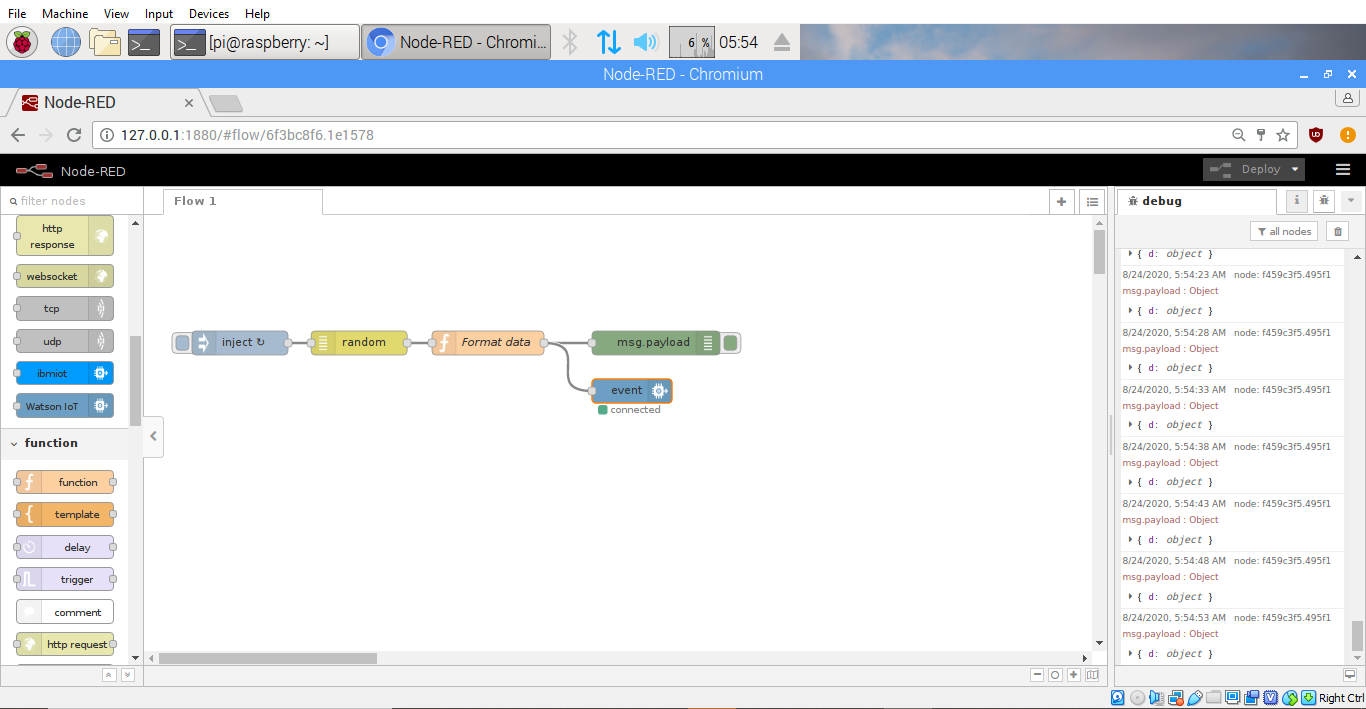 File Machine View Input Devices Help
[pi@raspberry: ~] Node-RED - Chromi... 6 % 05:54
Node-RED - Chromium
Node-RED
127.0.0.1:1880/#flow/6f3bc8f6.1e1578
Node-RED Deploy
filter nodes
Flow 1
debug
all nodes
http
response
websocket
tcp
udp
ibmiot
Watson IoT
function
function
template
delay
trigger
comment
http request
inject ↻
random
Format data
msg.payload
event
connected
{ d: object }
8/24/2020, 5:54:23 AM node: f459c3f5.495f1
msg.payload : Object
{ d: object }
8/24/2020, 5:54:28 AM node: f459c3f5.495f1
msg.payload : Object
{ d: object }
8/24/2020, 5:54:33 AM node: f459c3f5.495f1
msg.payload : Object
{ d: object }
8/24/2020, 5:54:38 AM node: f459c3f5.495f1
msg.payload : Object
{ d: object }
8/24/2020, 5:54:43 AM node: f459c3f5.495f1
msg.payload : Object
{ d: object }
8/24/2020, 5:54:48 AM node: f459c3f5.495f1
msg.payload : Object
{ d: object }
8/24/2020, 5:54:53 AM node: f459c3f5.495f1
msg.payload : Object
{ d: object }
Right Ctrl